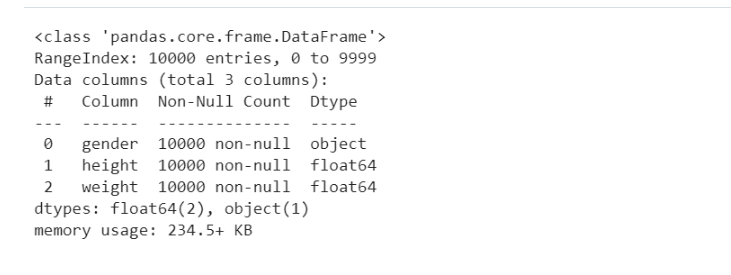 <class 'pandas.core.frame.DataFrame'>
RangeIndex: 10000 entries, 0 to 9999
Data columns (total 3 columns):
 #   Column  Non-Null Count  Dtype
---  ------  --------------  -----
 0   gender  10000 non-null  object
 1   height  10000 non-null  float64
 2   weight  10000 non-null  float64
dtypes: float64(2), object(1)
memory usage: 234.5+ KB